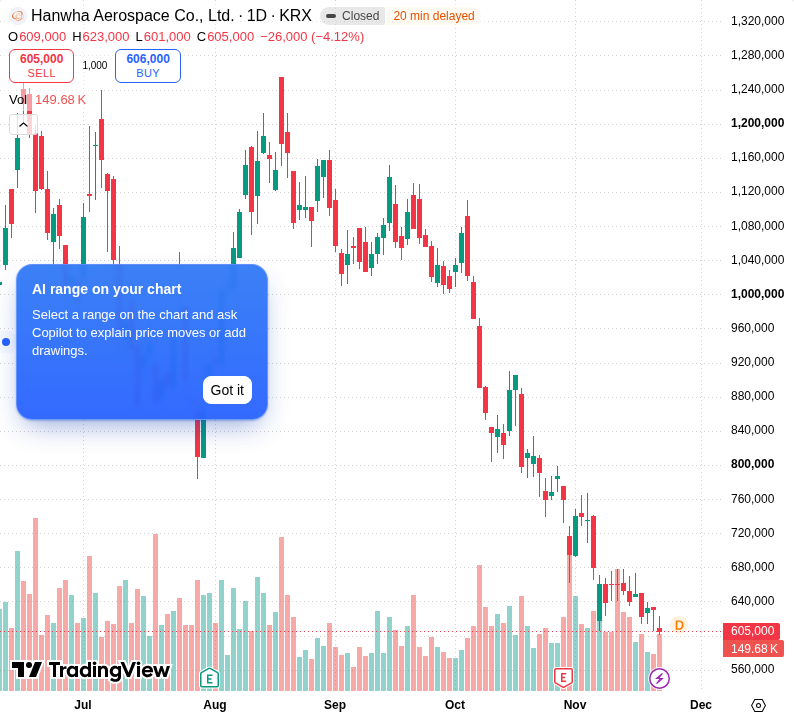 Hanwha Aerospace Co., Ltd. · 1D · KRX Closed 20 min delayed
O609,000 H623,000 L601,000 C605,000 −26,000 (−4.12%)
605,000 SELL 1,000 606,000 BUY
Vol 149.68 K
AI range on your chart
Select a range on the chart and ask
Copilot to explain price moves or add
drawings.
Got it
1,320,000
1,280,000
1,240,000
1,200,000
1,160,000
1,120,000
1,080,000
1,040,000
1,000,000
960,000
920,000
880,000
840,000
800,000
760,000
720,000
680,000
640,000
D
605,000
149.68 K
560,000
TradingView
E
E
Jul Aug Sep Oct Nov Dec